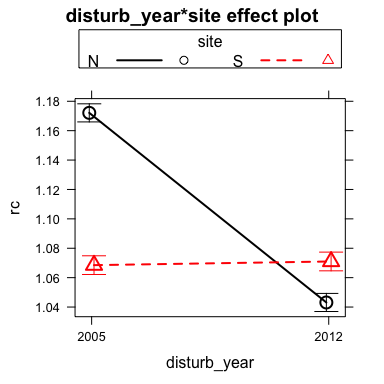 disturb_year*site effect plot
site
N S
1.18
1.16
1.14
1.12
1.10
1.08
1.06
1.04
rc
2005 2012
disturb_year